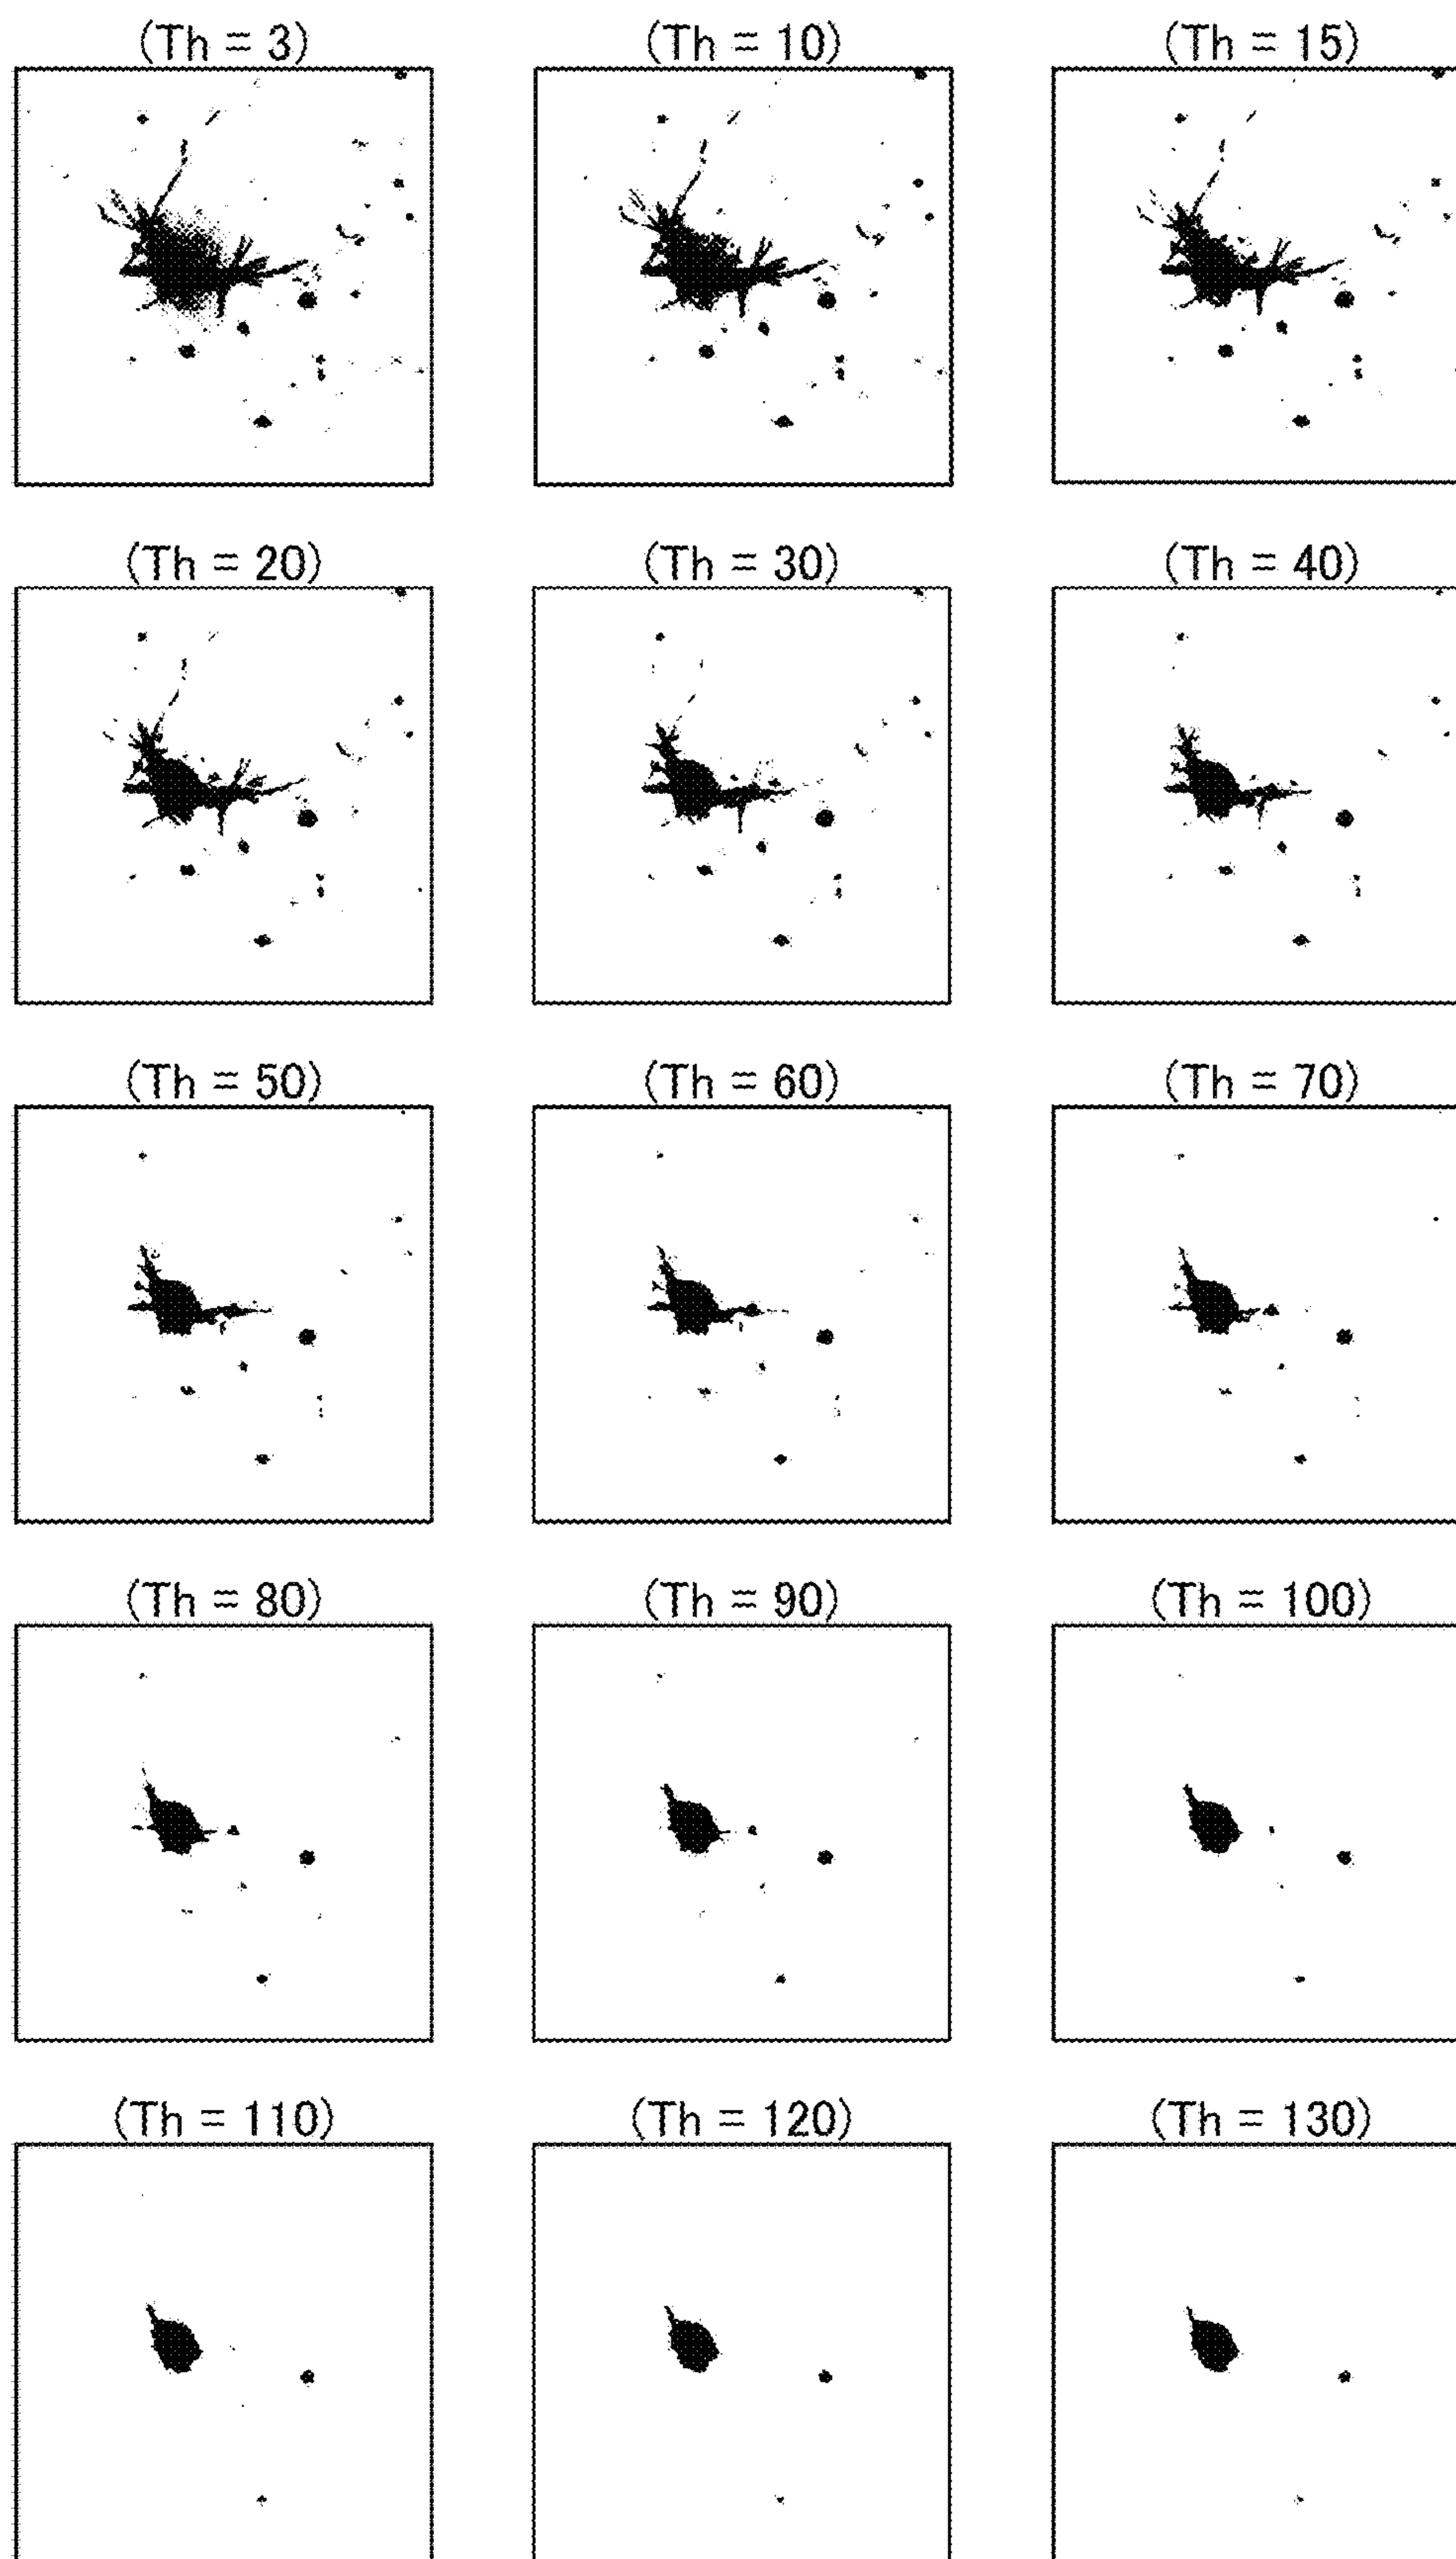 (Th = 3) (Th = 10) (Th = 15)
(Th = 20) (Th = 30) (Th = 40)
(Th = 50) (Th = 60) (Th = 70)
(Th = 80) (Th = 90) (Th = 100)
(Th = 110) (Th = 120) (Th = 130)